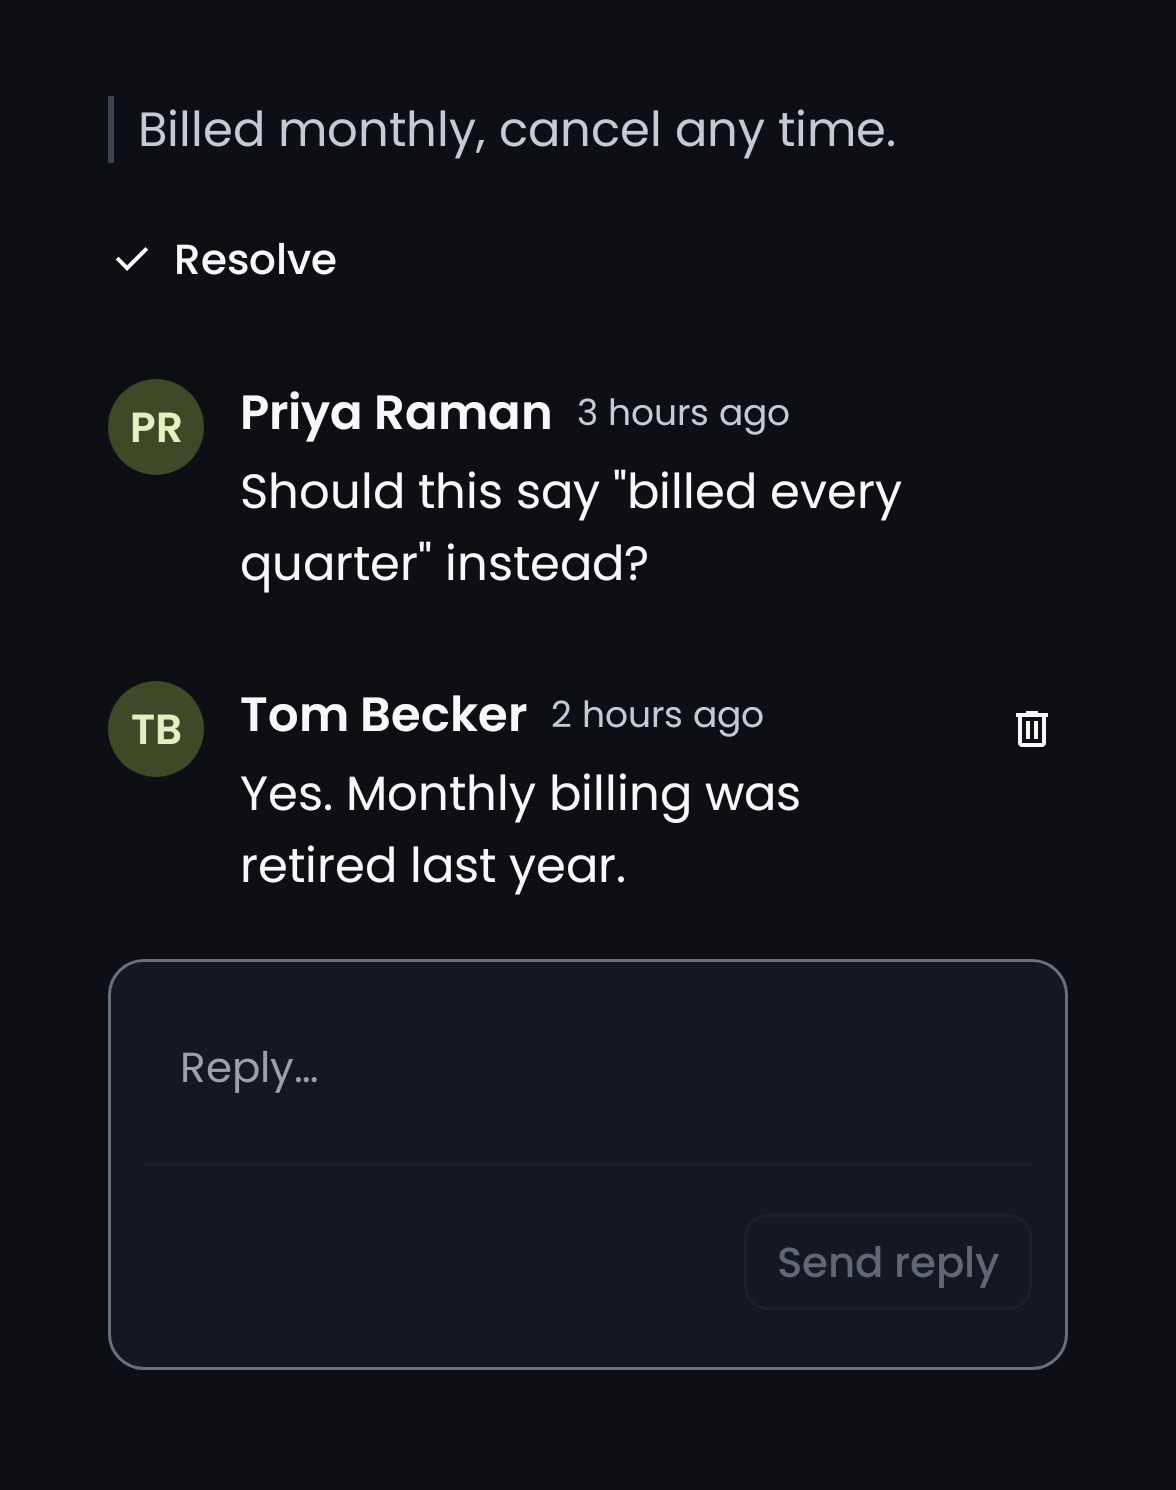 Billed monthly, cancel any time.
Resolve
PR
Priya Raman 3 hours ago
Should this say "billed every
quarter" instead?
TB
Tom Becker 2 hours ago
Yes. Monthly billing was
retired last year.
Reply…
Send reply